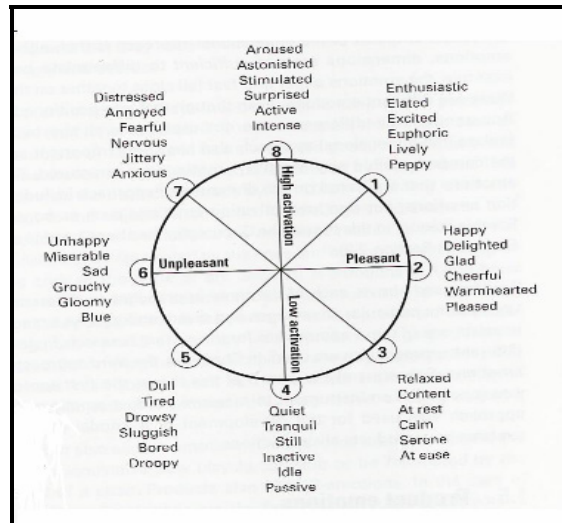 Aroused
Astonished
Stimulated
Surprised
Active
Intense
8
High activation
Enthusiastic
Elated
Excited
Euphoric
Lively
Peppy
1
Happy
Delighted
Glad
Cheerful
Warmhearted
Pleased
2
Pleasant
Relaxed
Content
At rest
Calm
Serene
At ease
3
Quiet
Tranquil
Still
Inactive
Idle
Passive
4
Low activation
Dull
Tired
Drowsy
Sluggish
Bored
Droopy
5
Unhappy
Miserable
Sad
Grouchy
Gloomy
Blue
6
Unpleasant
Distressed
Annoyed
Fearful
Nervous
Jittery
Anxious
7